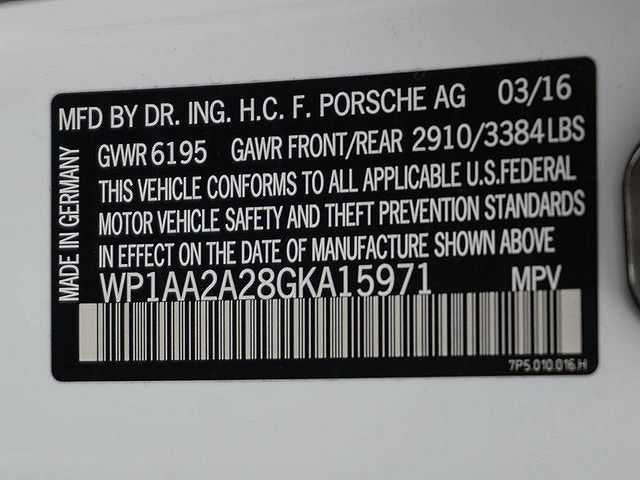 MFD BY DR. ING. H.C. F. PORSCHE AG 03/16
GVWR 6195 GAWR FRONT/REAR 2910/3384LBS
THIS VEHICLE CONFORMS TO ALL APPLICABLE U.S.FEDERAL
MOTOR VEHICLE SAFETY AND THEFT PREVENTION STANDARDS
IN EFFECT ON THE DATE OF MANUFACTURE SHOWN ABOVE
WP1AA2A28GKA15971 MPV
MADE IN GERMANY
7P5.010.016.H